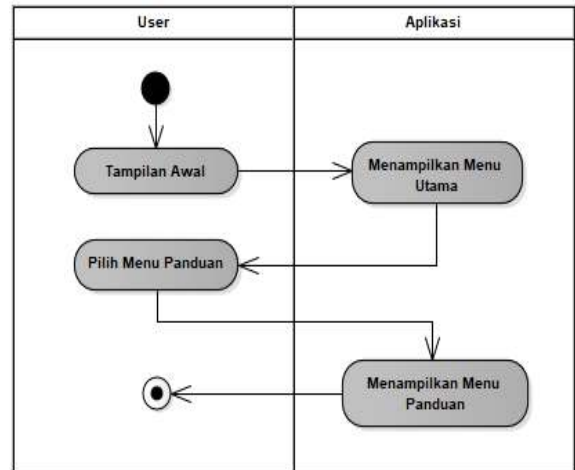 User
Aplikasi
Tampilan Awal
Menampilkan Menu
Utama
Pilih Menu Panduan
Menampilkan Menu
Panduan